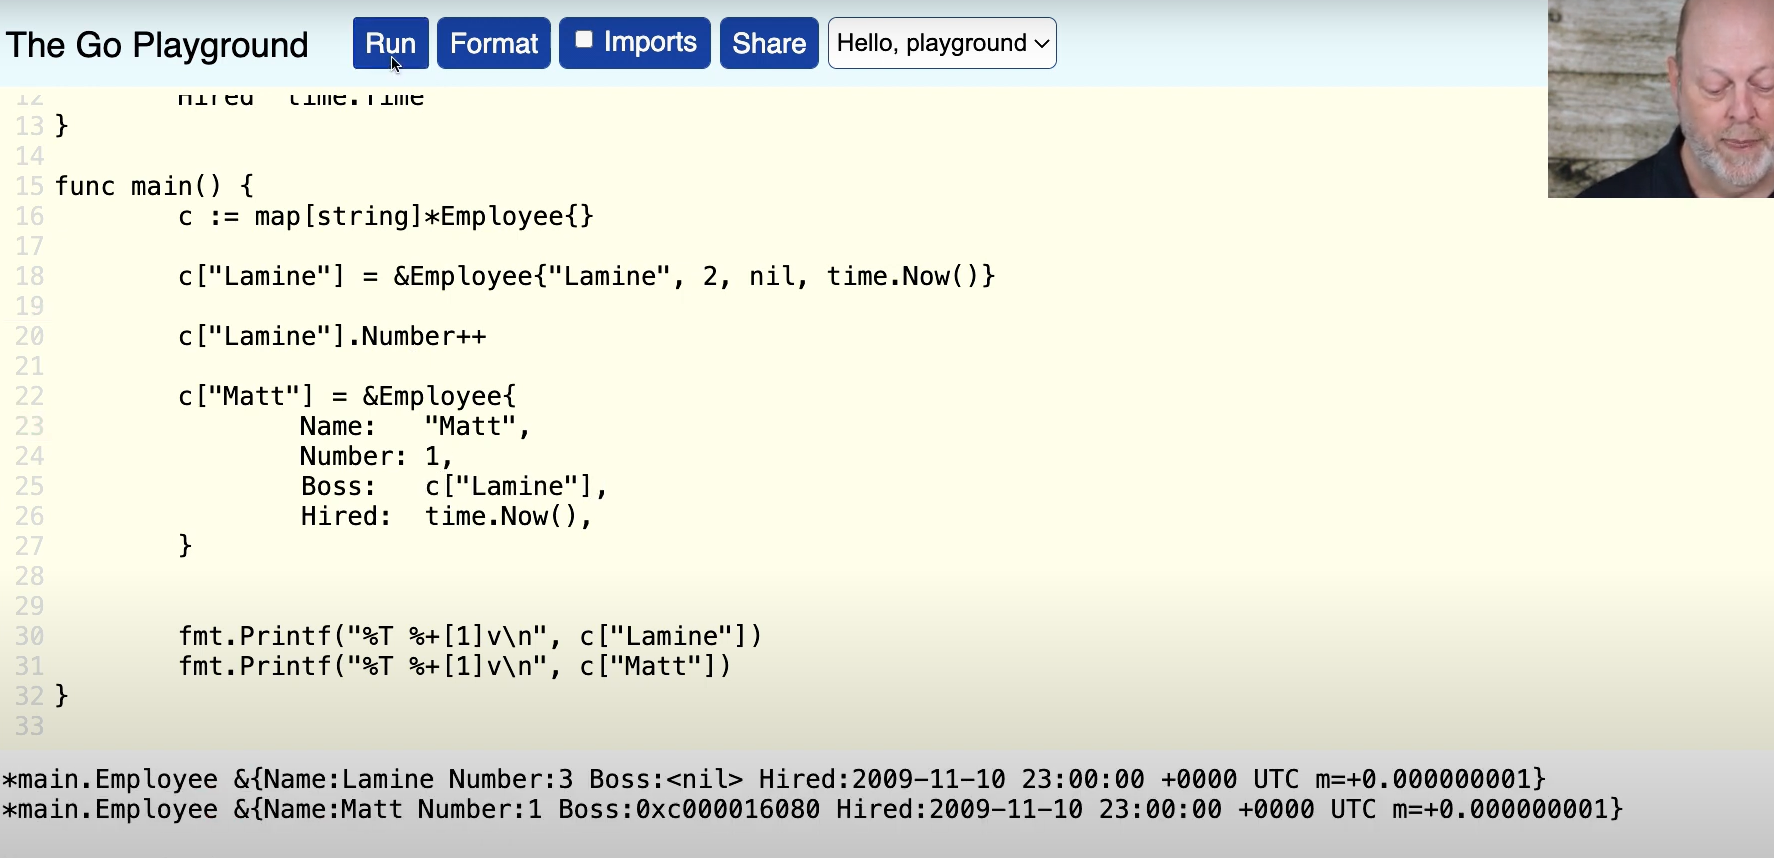 The Go Playground Run Format Imports Share Hello, playground
12 Hired time.Time
13 }
14
15 func main() {
16 c := map[string]*Employee{}
17
18 c["Lamine"] = &Employee{"Lamine", 2, nil, time.Now()}
19
20 c["Lamine"].Number++
21
22 c["Matt"] = &Employee{
23 Name: "Matt",
24 Number: 1,
25 Boss: c["Lamine"],
26 Hired: time.Now(),
27 }
28
29
30 fmt.Printf("%T %+[1]v\n", c["Lamine"])
31 fmt.Printf("%T %+[1]v\n", c["Matt"])
32 }
33
*main.Employee &{Name:Lamine Number:3 Boss:<nil> Hired:2009-11-10 23:00:00 +0000 UTC m=+0.000000001}
*main.Employee &{Name:Matt Number:1 Boss:0xc000016080 Hired:2009-11-10 23:00:00 +0000 UTC m=+0.000000001}